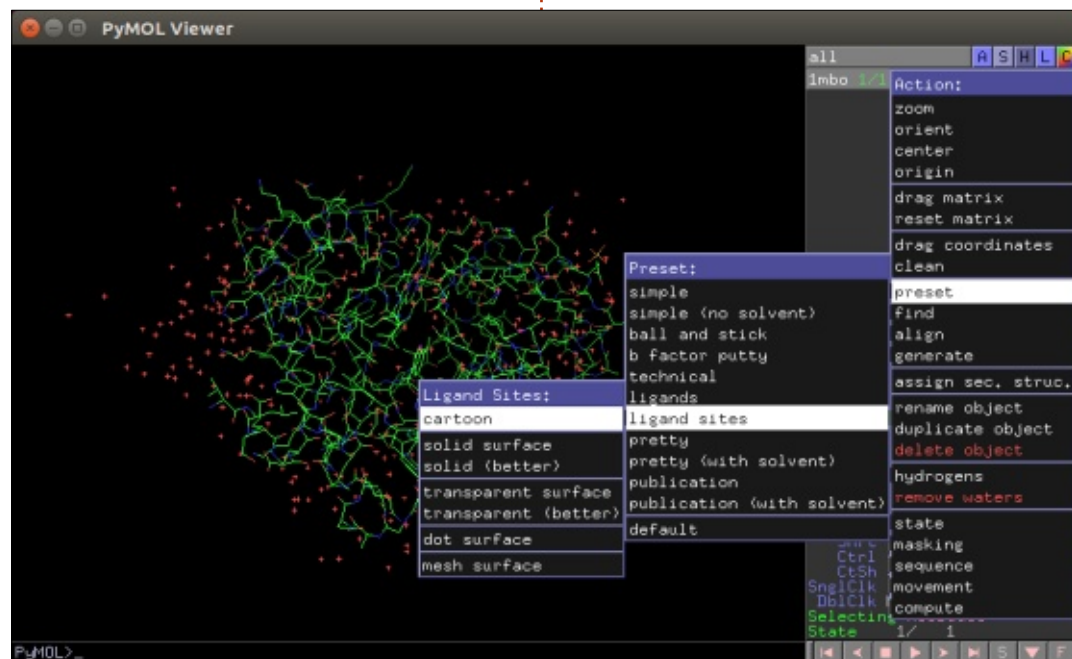 PyMOL Viewer
all A S H L C
1mbo 1/1
Action:
zoom
orient
center
origin
drag matrix
reset matrix
drag coordinates
clean
preset
find
align
generate
assign sec. struc.
rename object
duplicate object
delete object
hydrogens
remove waters
state
masking
sequence
movement
compute
Preset:
simple
simple (no solvent)
ball and stick
b factor putty
technical
ligands
ligand sites
pretty
pretty (with solvent)
publication
publication (with solvent)
default
Ligand Sites:
cartoon
solid surface
solid (better)
transparent surface
transparent (better)
dot surface
mesh surface
Ctrl
CtSh
SnglClk
DblClk
Selecting
State 1/ 1
S F
PyMOL>_